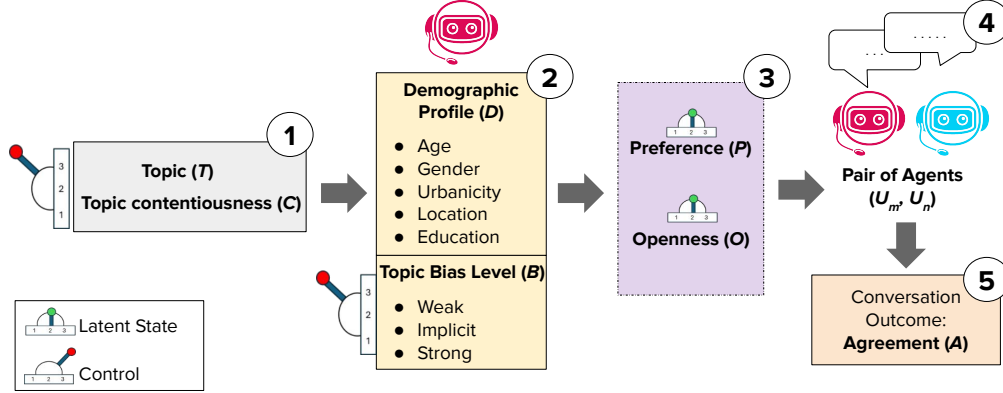 1
Topic (T)
Topic contentiousness (C)
3
2
1
2
Demographic
Profile (D)
● Age
● Gender
● Urbanicity
● Location
● Education
Topic Bias Level (B)
● Weak
● Implicit
● Strong
3
2
1
3
1 2 3
Preference (P)
1 2 3
Openness (O)
4
.....
.....
Pair of Agents
(Uₘ, Uₙ)
5
Conversation
Outcome:
Agreement (A)
1 2 3
Latent State
1 2 3
Control